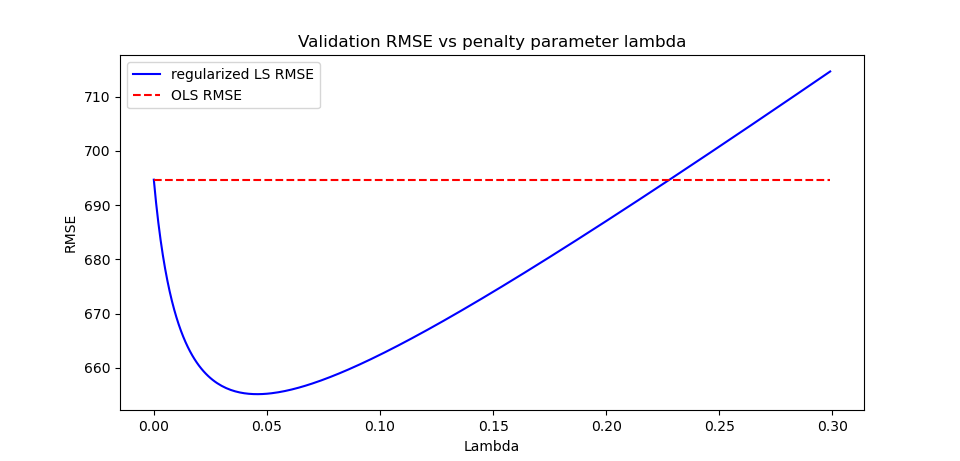 Validation RMSE vs penalty parameter lambda
regularized LS RMSE
OLS RMSE
710
700
690
680
670
660
RMSE
0.00 0.05 0.10 0.15 0.20 0.25 0.30
Lambda